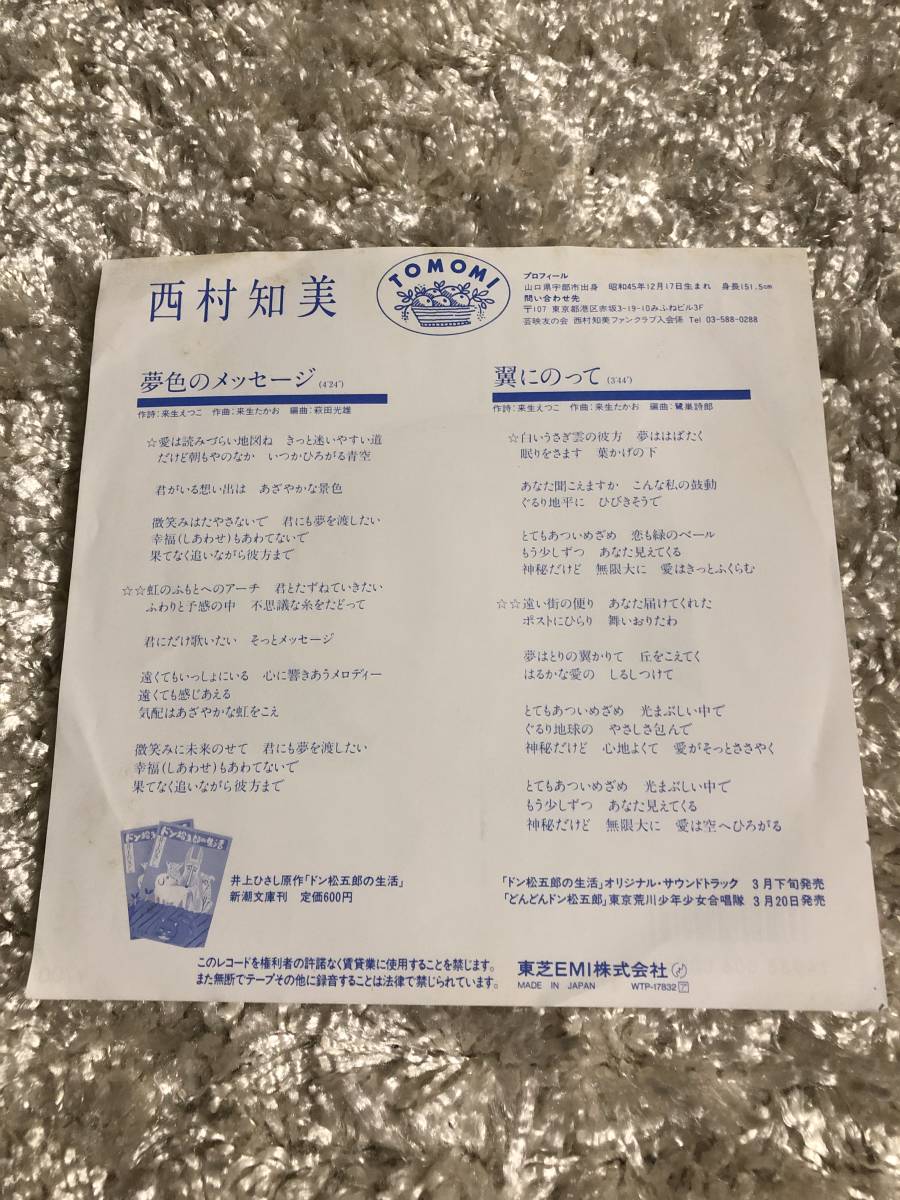 西村知美
TOMOMI
プロフィール
山口県宇部市出身　昭和45年12月17日生まれ　身長151.5cm
問い合わせ先
〒107 東京都港区赤坂3-19-10みふねビル3F
芸映友の会 西村知美ファンクラブ入会係 Tel 03-588-0288
夢色のメッセージ (4'24")
作詩：来生えつこ　作曲：来生たかお　編曲：萩田光雄
☆愛は読みづらい地図ね　きっと迷いやすい道
だけど朝もやのなか　いつかひろがる青空
君がいる想い出は　あざやかな景色
微笑みはたやさないで　君にも夢を渡したい
幸福(しあわせ)もあわてないで
果てなく追いながら彼方まで
☆☆虹のふもとへのアーチ　君とたずねていきたい
ふわりと予感の中　不思議な糸をたどって
君にだけ歌いたい　そっとメッセージ
遠くてもいっしょにいる　心に響きあうメロディー
遠くても感じあえる
気配はあざやかな虹をこえ
微笑みに未来のせて　君にも夢を渡したい
幸福(しあわせ)もあわてないで
果てなく追いながら彼方まで
翼にのって (3'44")
作詩：来生えつこ　作曲：来生たかお　編曲：鷺巣詩郎
☆白いうさぎ雲の彼方　夢ははばたく
眠りをさます　葉かげの下
あなた聞こえますか　こんな私の鼓動
ぐるり地平に　ひびきそうで
とてもあついめざめ　恋も緑のベール
もう少しずつ　あなた見えてくる
神秘だけど　無限大に　愛はきっとふくらむ
☆☆遠い街の便り　あなた届けてくれた
ポストにひらり　舞いおりたわ
夢はとりの翼かりて　丘をこえてく
はるかな愛の　しるしつけて
とてもあついめざめ　光まぶしい中で
ぐるり地球の　やさしさ包んで
神秘だけど　心地よくて　愛がそっとささやく
とてもあついめざめ　光まぶしい中で
もう少しずつ　あなた見えてくる
神秘だけど　無限大に　愛は空へひろがる
ドン松五郎の生活
井上ひさし原作「ドン松五郎の生活」
新潮文庫刊　定価600円
「ドン松五郎の生活」オリジナル・サウンドトラック　3月下旬発売
「どんどんドン松五郎」東京荒川少年少女合唱隊　3月20日発売
このレコードを権利者の許諾なく賃貸業に使用することを禁じます。
また無断でテープその他に録音することは法律で禁じられています。
東芝EMI株式会社
MADE IN JAPAN　WTP-17832 ア